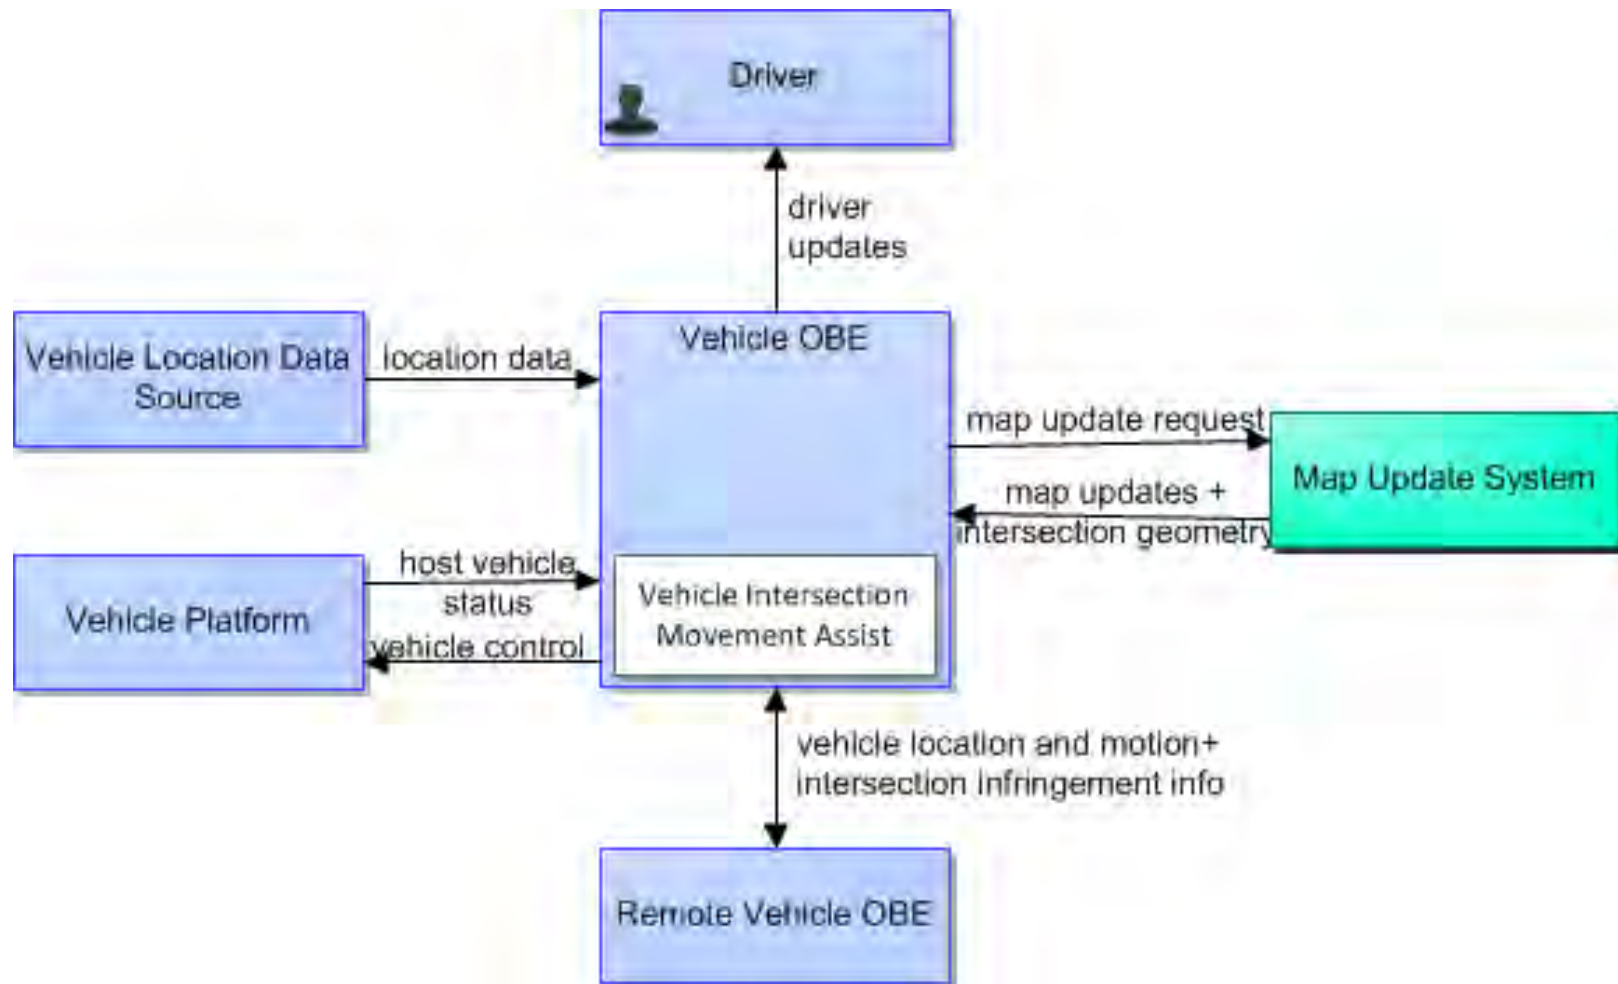 Driver
driver
updates
Vehicle Location Data
Source
location data
Vehicle OBE
map update request
Map Update System
map updates +
intersection geometry
Vehicle Platform
host vehicle
status
vehicle control
Vehicle Intersection
Movement Assist
vehicle location and motion+
intersection infringement info
Remote Vehicle OBE